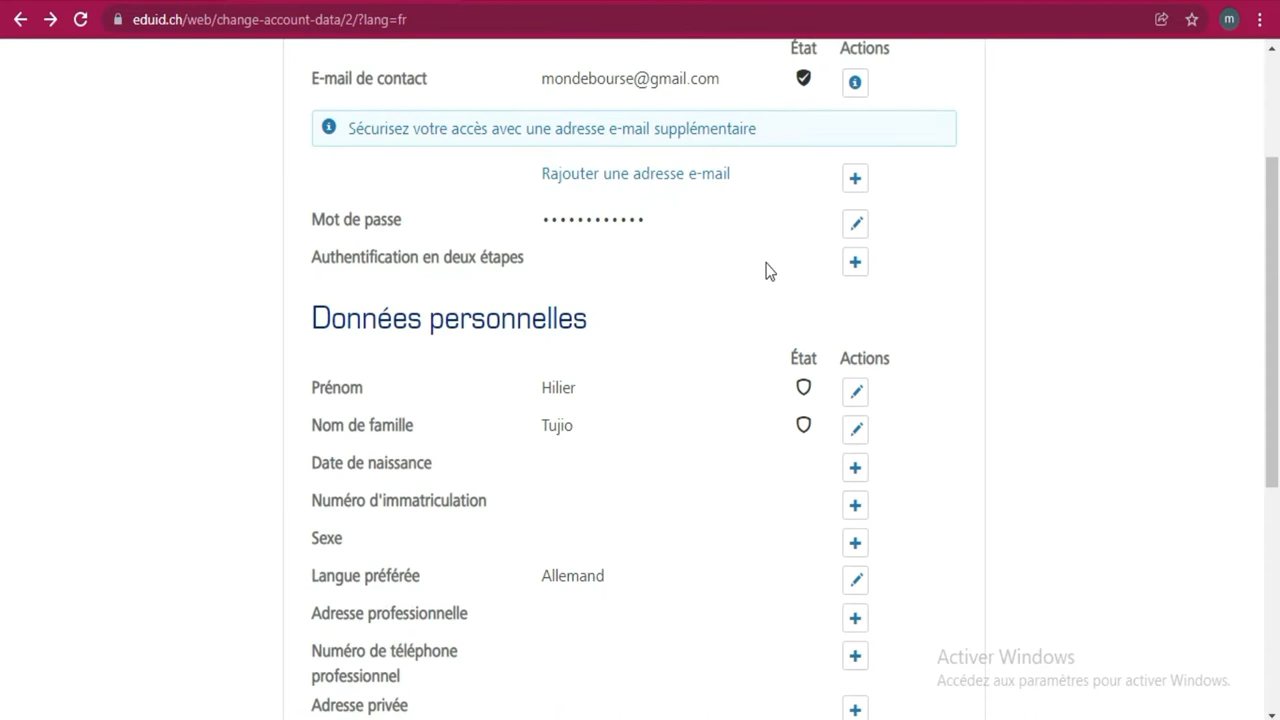 eduid.ch/web/change-account-data/2/?lang=fr
m
État Actions
E-mail de contact mondebourse@gmail.com
Sécurisez votre accès avec une adresse e-mail supplémentaire
Rajouter une adresse e-mail
Mot de passe ••••••••••••
Authentification en deux étapes
Données personnelles
État Actions
Prénom Hilier
Nom de famille Tujio
Date de naissance
Numéro d'immatriculation
Sexe
Langue préférée Allemand
Adresse professionnelle
Numéro de téléphone
professionnel
Adresse privée
Activer Windows
Accédez aux paramètres pour activer Windows.